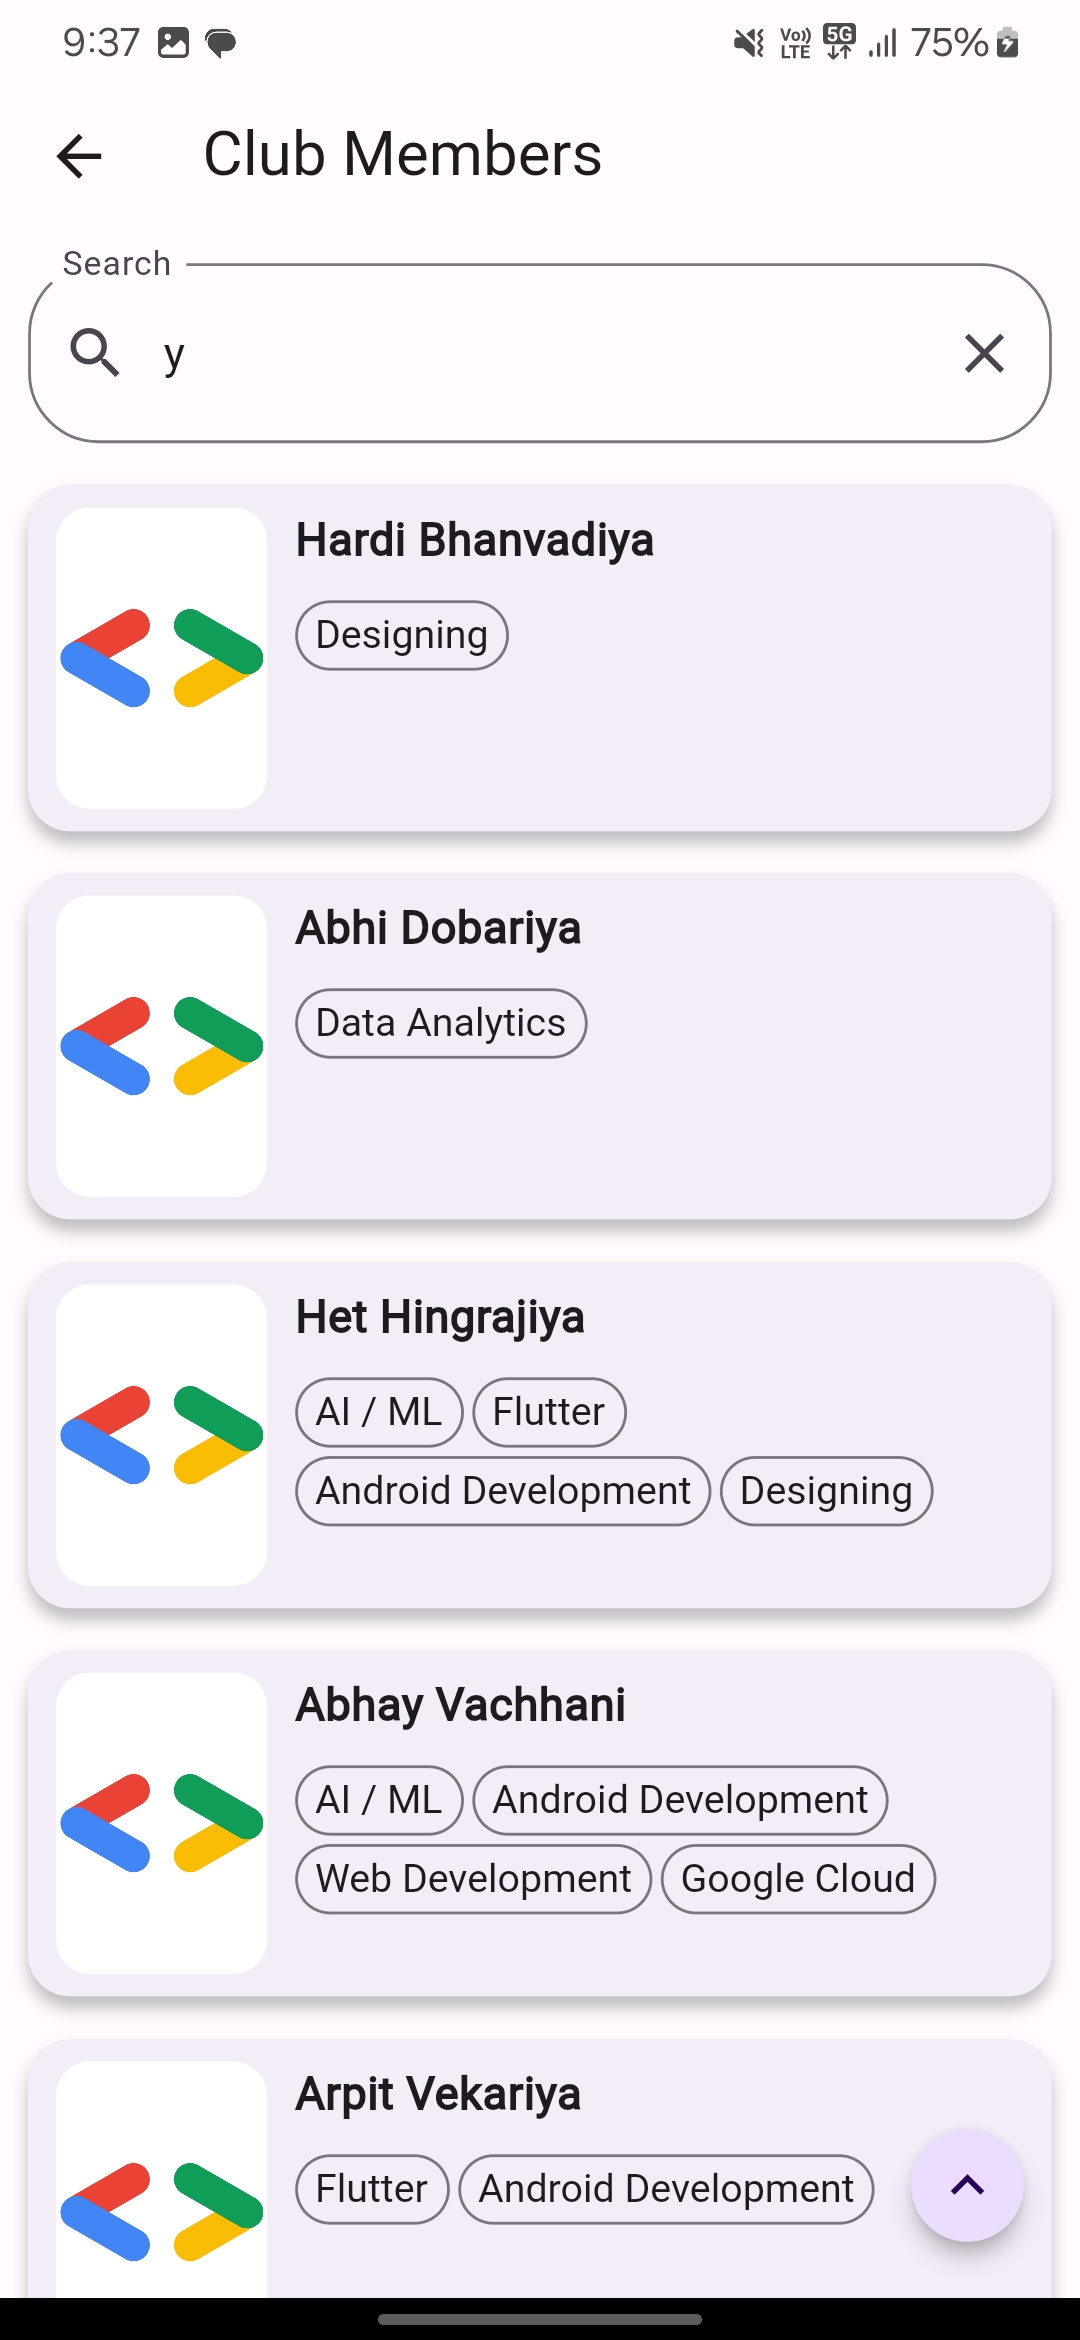 9:37 Vo)) LTE 5G 75%
Club Members
Search
y
Hardi Bhanvadiya
Designing
Abhi Dobariya
Data Analytics
Het Hingrajiya
AI / ML Flutter
Android Development Designing
Abhay Vachhani
AI / ML Android Development
Web Development Google Cloud
Arpit Vekariya
Flutter Android Development